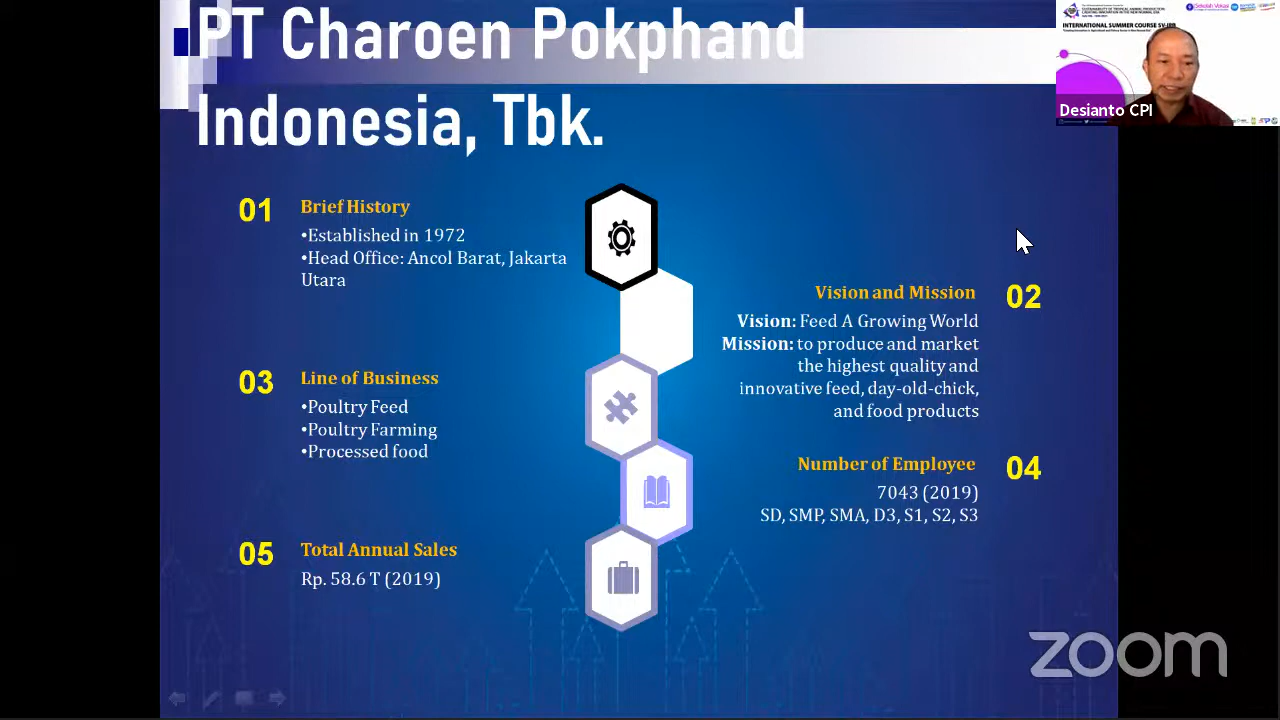 PT Charoen Pokphand
Indonesia, Tbk.
INTERNATIONAL SUMMER COURSE SV-IPB
Desianto CPI
01
Brief History
•Established in 1972
•Head Office: Ancol Barat, Jakarta
Utara
Vision and Mission
02
Vision: Feed A Growing World
Mission: to produce and market
the highest quality and
innovative feed, day-old-chick,
and food products
03
Line of Business
•Poultry Feed
•Poultry Farming
•Processed food
Number of Employee
04
7043 (2019)
SD, SMP, SMA, D3, S1, S2, S3
05
Total Annual Sales
Rp. 58.6 T (2019)
zoom